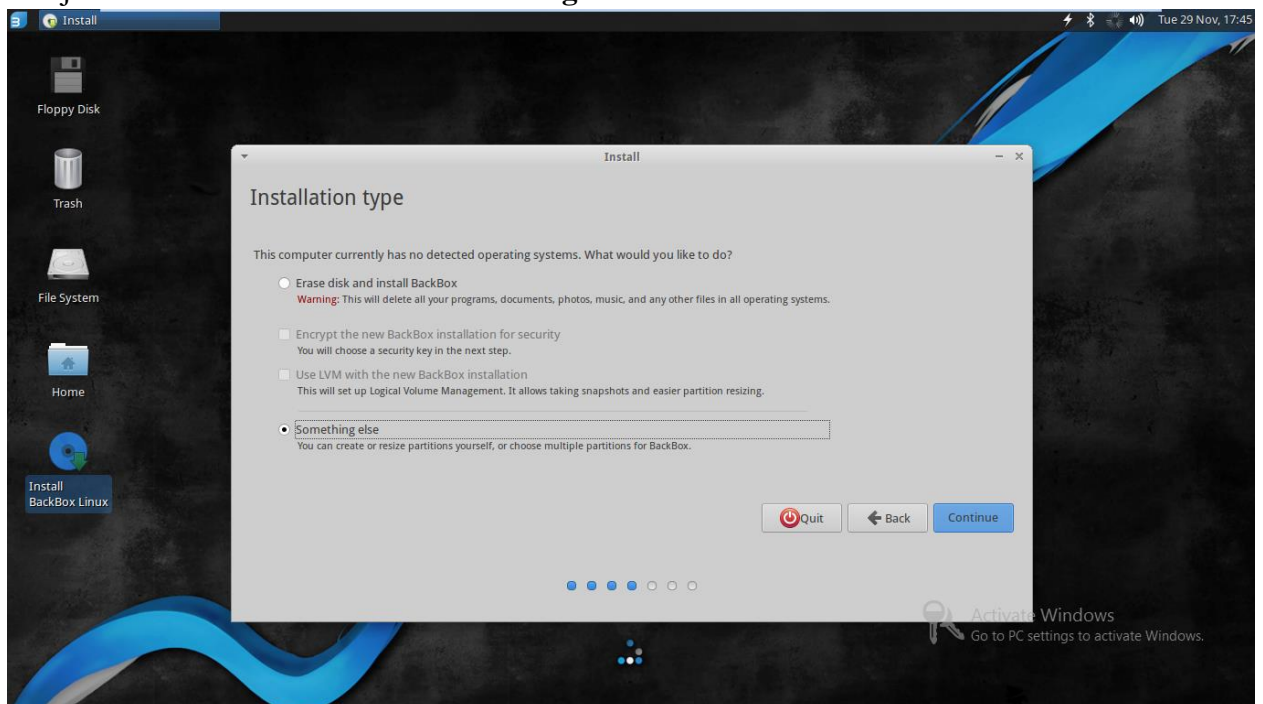 Install
Tue 29 Nov, 17:45
Floppy Disk
Trash
File System
Home
Install
BackBox Linux
Install
Installation type
This computer currently has no detected operating systems. What would you like to do?
Erase disk and install BackBox
Warning: This will delete all your programs, documents, photos, music, and any other files in all operating systems.
Encrypt the new BackBox installation for security
You will choose a security key in the next step.
Use LVM with the new BackBox installation
This will set up Logical Volume Management. It allows taking snapshots and easier partition resizing.
Something else
You can create or resize partitions yourself, or choose multiple partitions for BackBox.
Quit
Back
Continue
Activate Windows
Go to PC settings to activate Windows.